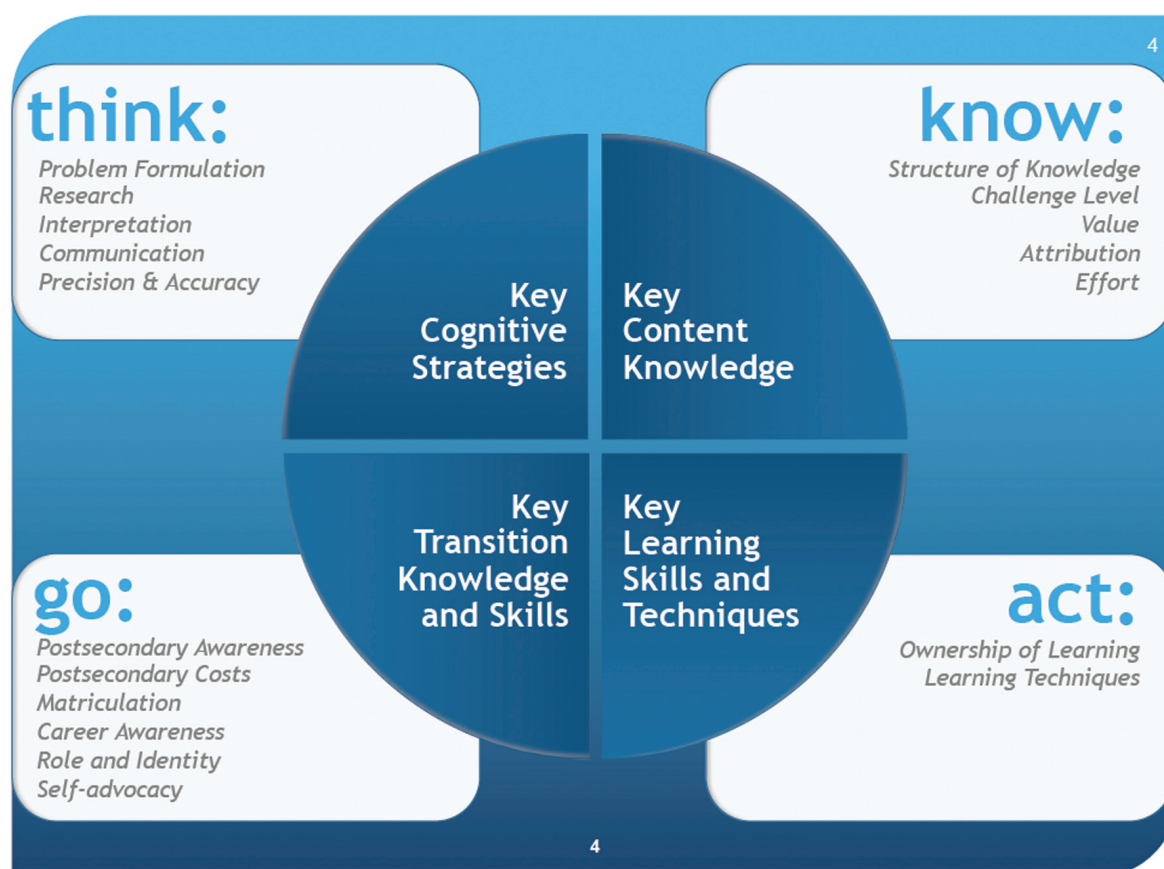 4
think:
Problem Formulation
Research
Interpretation
Communication
Precision & Accuracy
know:
Structure of Knowledge
Challenge Level
Value
Attribution
Effort
Key
Cognitive
Strategies
Key
Content
Knowledge
Key
Transition
Knowledge
and Skills
Key
Learning
Skills and
Techniques
go:
Postsecondary Awareness
Postsecondary Costs
Matriculation
Career Awareness
Role and Identity
Self-advocacy
act:
Ownership of Learning
Learning Techniques
4